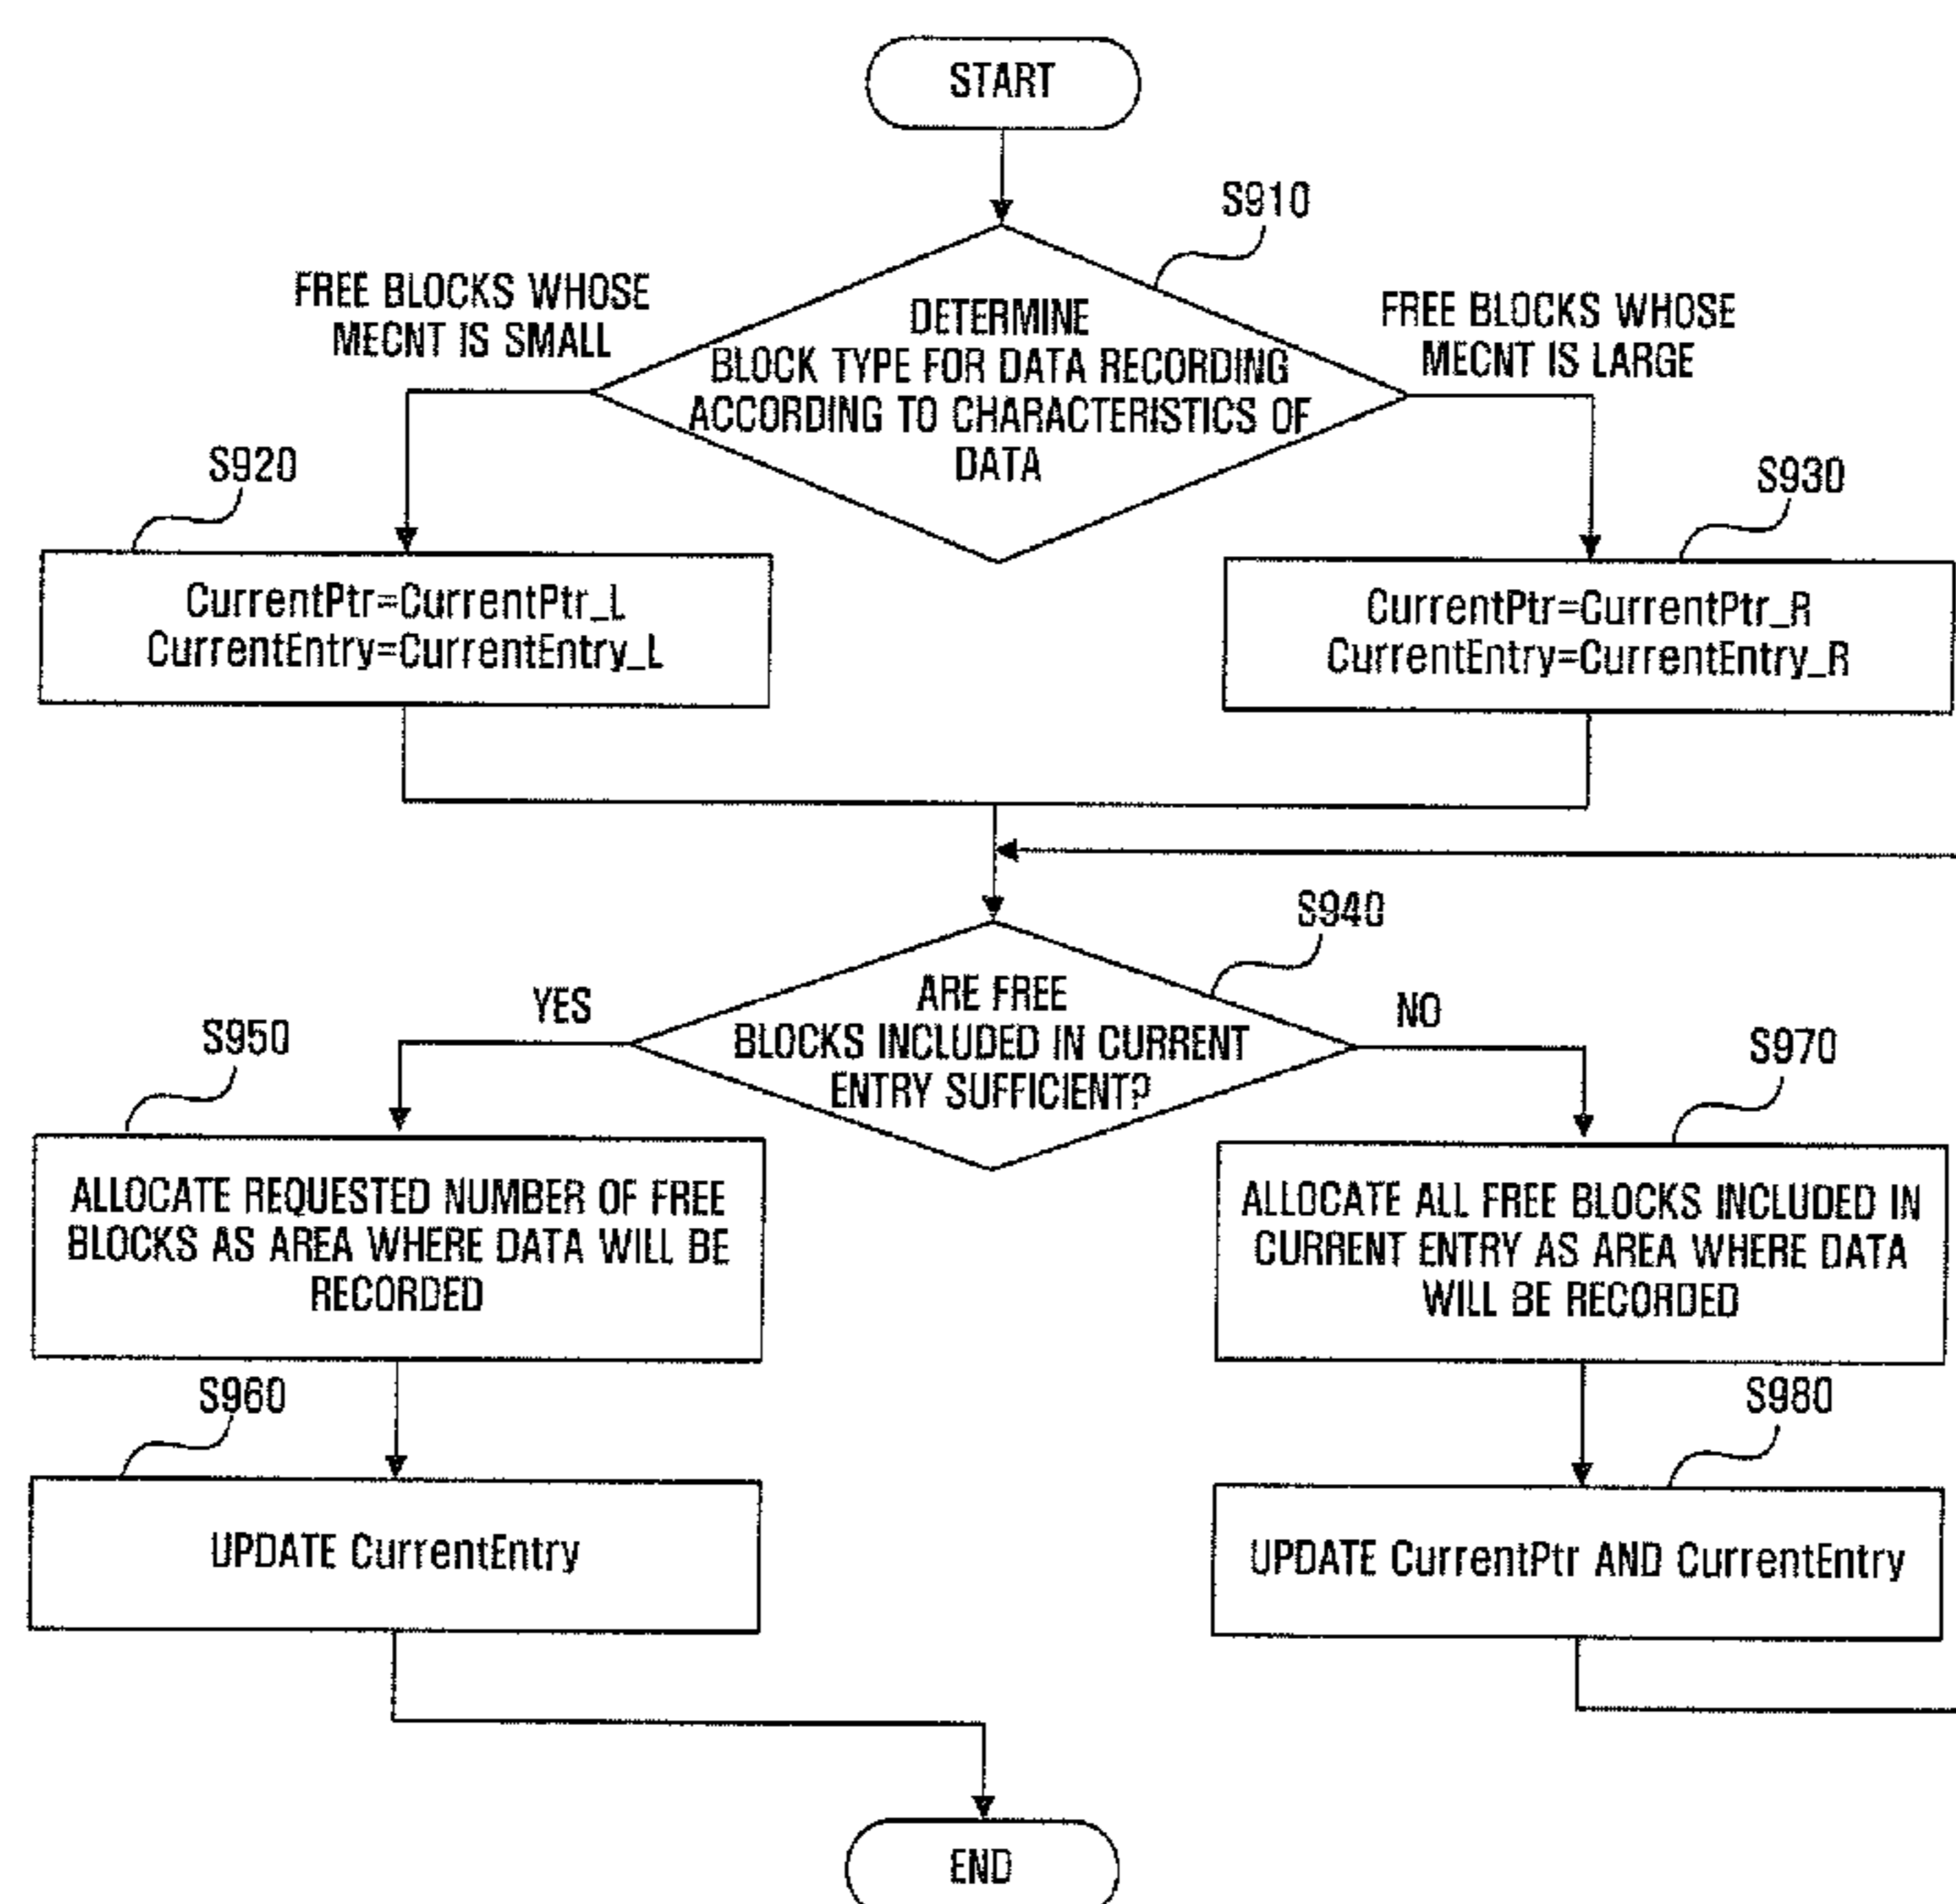 START
S910
FREE BLOCKS WHOSE
MECNT IS SMALL
DETERMINE
BLOCK TYPE FOR DATA RECORDING
ACCORDING TO CHARACTERISTICS OF
DATA
FREE BLOCKS WHOSE
MECNT IS LARGE
S920
CurrentPtr=CurrentPtr_L
CurrentEntry=CurrentEntry_L
S930
CurrentPtr=CurrentPtr_R
CurrentEntry=CurrentEntry_R
S940
ARE FREE
BLOCKS INCLUDED IN CURRENT
ENTRY SUFFICIENT?
YES
NO
S950
ALLOCATE REQUESTED NUMBER OF FREE
BLOCKS AS AREA WHERE DATA WILL BE
RECORDED
S970
ALLOCATE ALL FREE BLOCKS INCLUDED IN
CURRENT ENTRY AS AREA WHERE DATA
WILL BE RECORDED
S960
UPDATE CurrentEntry
S980
UPDATE CurrentPtr AND CurrentEntry
END